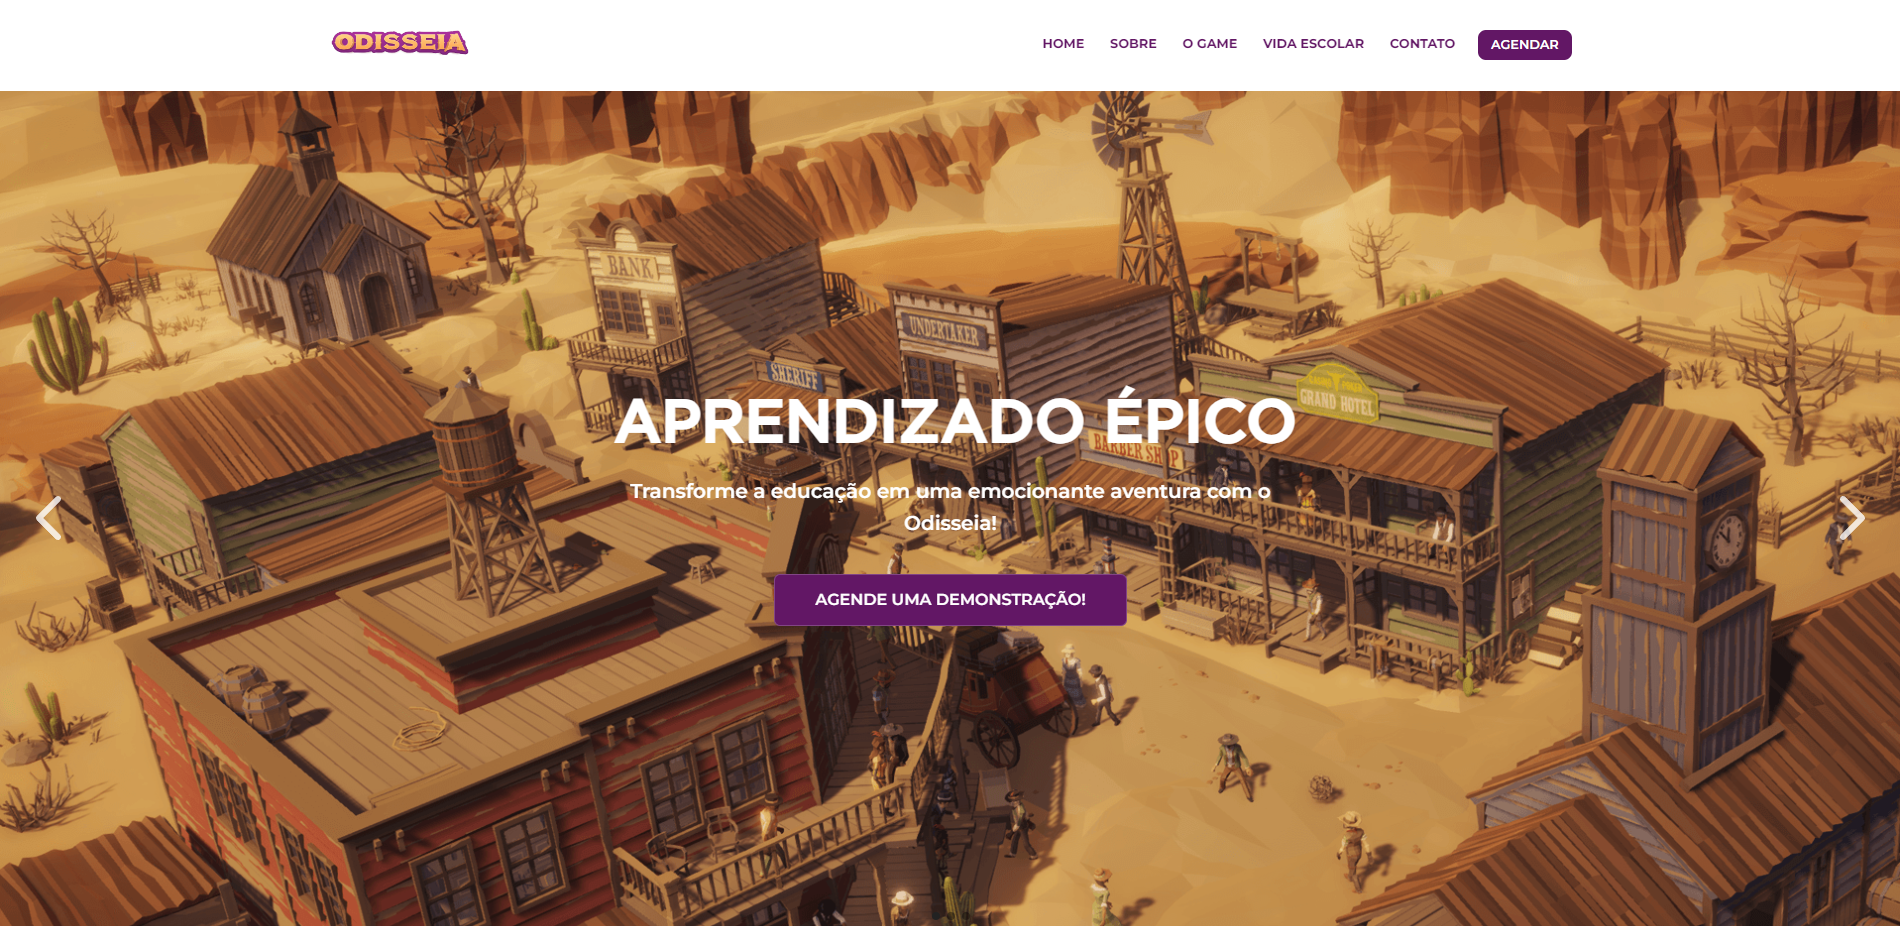 ODISSEIA
HOME SOBRE O GAME VIDA ESCOLAR CONTATO AGENDAR
BANK
UNDERTAKER
SHERIFF
GRAND HOTEL
APRENDIZADO ÉPICO
BARBER SHOP
Transforme a educação em uma emocionante aventura com o
Odisseia!
AGENDE UMA DEMONSTRAÇÃO!